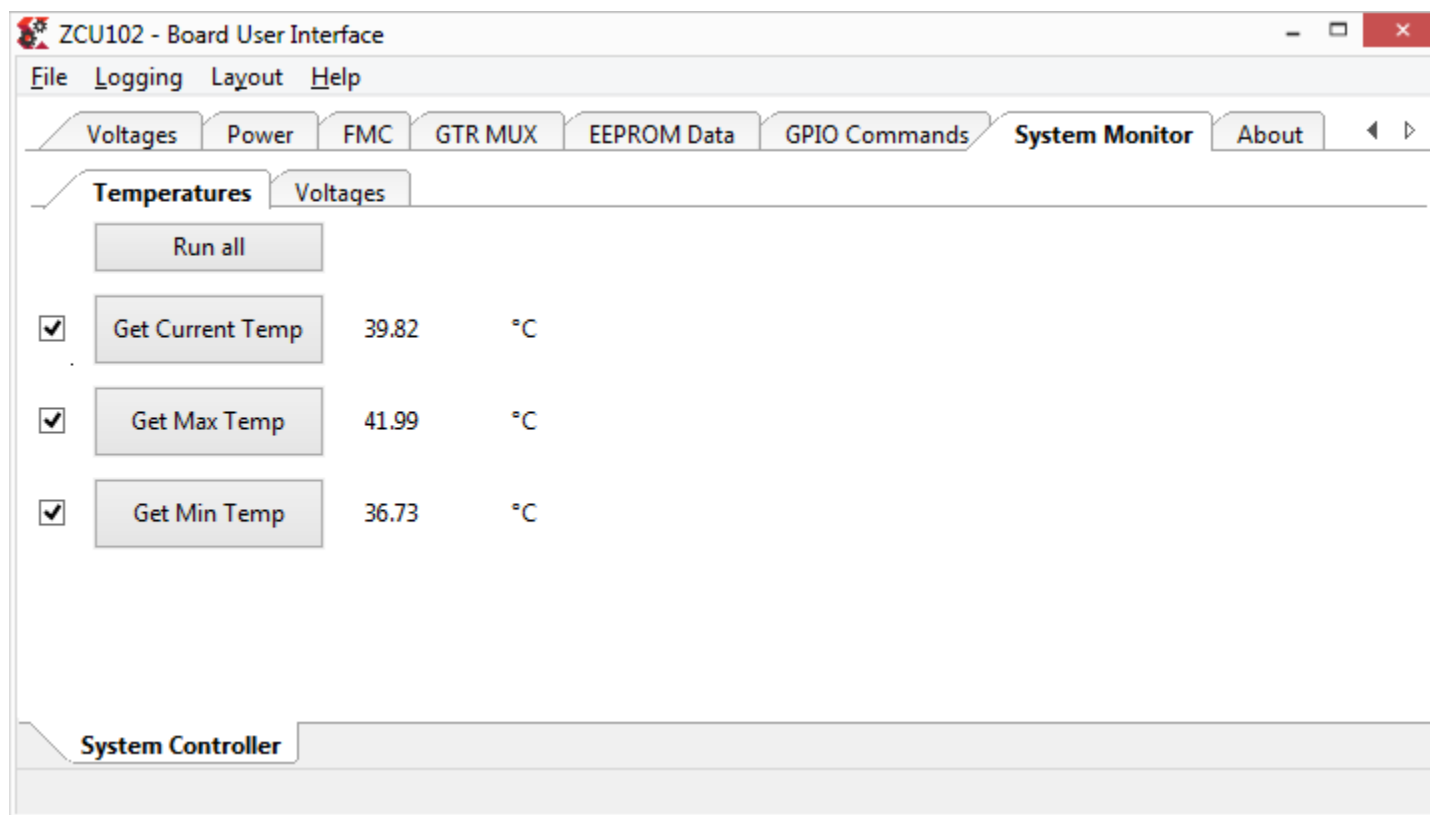 ZCU102 - Board User Interface
File Logging Layout Help
Voltages Power FMC GTR MUX EEPROM Data GPIO Commands System Monitor About
Temperatures Voltages
Run all
Get Current Temp 39.82 °C
Get Max Temp 41.99 °C
Get Min Temp 36.73 °C
System Controller